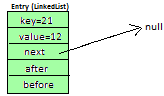 Entry (LinkedList)
key=21
value=12
next
after
before
null